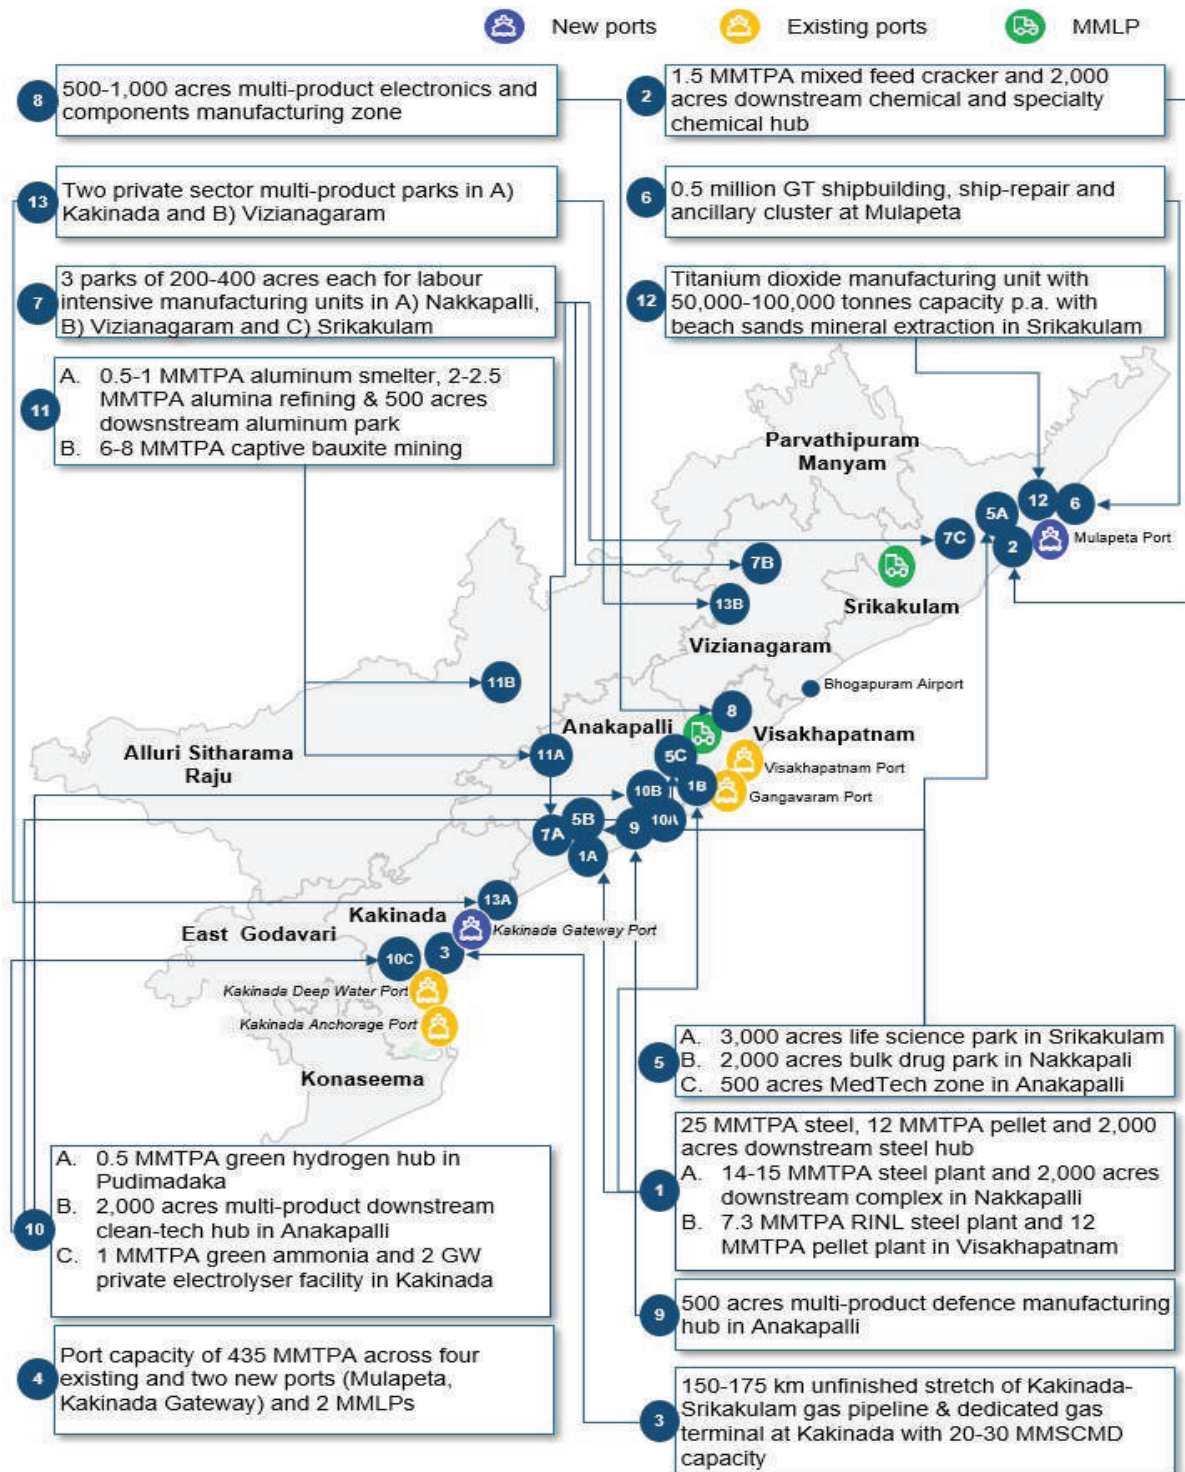 New ports
Existing ports
MMLP
8
500-1,000 acres multi-product electronics and
components manufacturing zone
2
1.5 MMTPA mixed feed cracker and 2,000
acres downstream chemical and specialty
chemical hub
13
Two private sector multi-product parks in A)
Kakinada and B) Vizianagaram
6
0.5 million GT shipbuilding, ship-repair and
ancillary cluster at Mulapeta
7
3 parks of 200-400 acres each for labour
intensive manufacturing units in A) Nakkapalli,
B) Vizianagaram and C) Srikakulam
12
Titanium dioxide manufacturing unit with
50,000-100,000 tonnes capacity p.a. with
beach sands mineral extraction in Srikakulam
11
A. 0.5-1 MMTPA aluminum smelter, 2-2.5
MMTPA alumina refining & 500 acres
dowsnstream aluminum park
B. 6-8 MMTPA captive bauxite mining
Parvathipuram
Manyam
12
6
5A
7C
2
Mulapeta Port
7B
13B
Srikakulam
Vizianagaram
11B
Bhogapuram Airport
8
Anakapalli
Visakhapatnam
Alluri Sitharama
Raju
11A
5C
Visakhapatnam Port
1B
10B
Gangavaram Port
5B
10A
7A
9
1A
13A
Kakinada
Kakinada Gateway Port
East Godavari
10C
3
Kakinada Deep Water Port
Kakinada Anchorage Port
Konaseema
5
A. 3,000 acres life science park in Srikakulam
B. 2,000 acres bulk drug park in Nakkapali
C. 500 acres MedTech zone in Anakapalli
10
A. 0.5 MMTPA green hydrogen hub in
Pudimadaka
B. 2,000 acres multi-product downstream
clean-tech hub in Anakapalli
C. 1 MMTPA green ammonia and 2 GW
private electrolyser facility in Kakinada
1
25 MMTPA steel, 12 MMTPA pellet and 2,000
acres downstream steel hub
A. 14-15 MMTPA steel plant and 2,000 acres
downstream complex in Nakkapalli
B. 7.3 MMTPA RINL steel plant and 12
MMTPA pellet plant in Visakhapatnam
9
500 acres multi-product defence manufacturing
hub in Anakapalli
4
Port capacity of 435 MMTPA across four
existing and two new ports (Mulapeta,
Kakinada Gateway) and 2 MMLPs
3
150-175 km unfinished stretch of Kakinada-
Srikakulam gas pipeline & dedicated gas
terminal at Kakinada with 20-30 MMSCMD
capacity